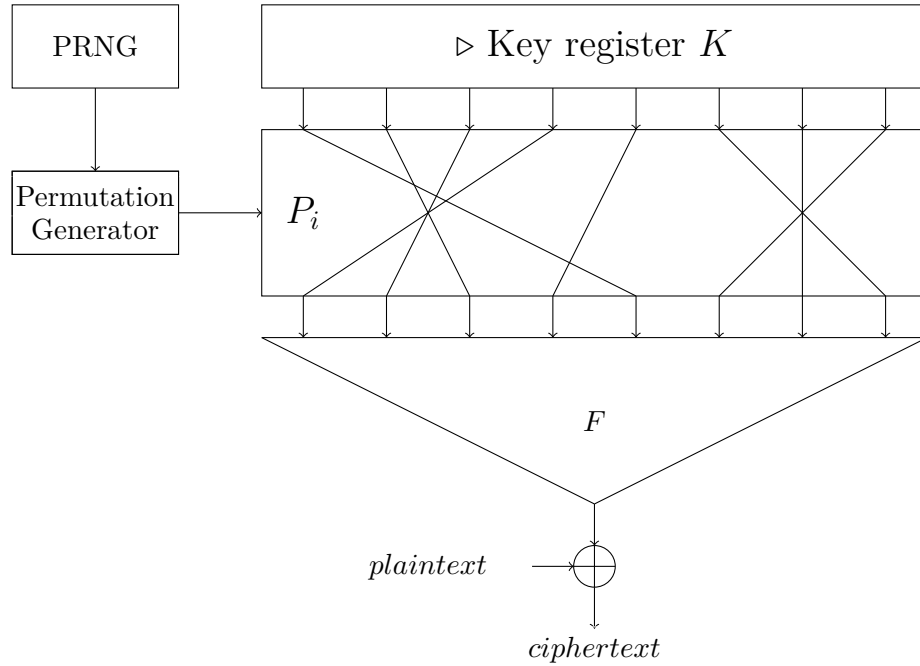 PRNG
▷ Key register K
Permutation
Generator
P_i
F
plaintext
ciphertext